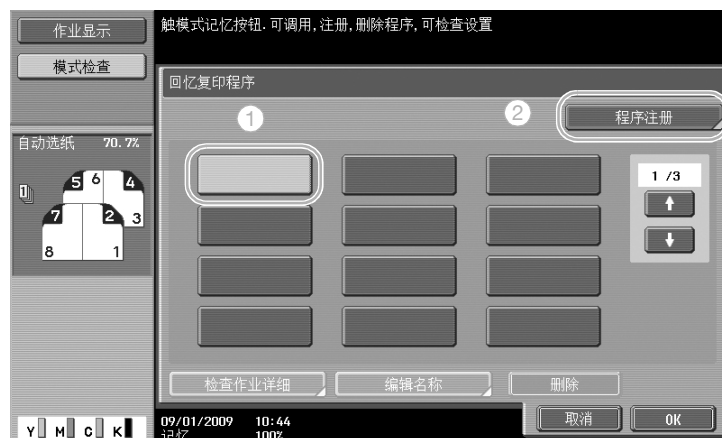 作业显示
触模式记忆按钮.可调用,注册,删除程序,可检查设置
模式检查
回忆复印程序
1
2
程序注册
自动选纸 70.7%
1
5 6 4
7 2 3
8 1
1 /3
检查作业详细
编辑名称
删除
取消
OK
Y M C K
09/01/2009 10:44
记忆 100%